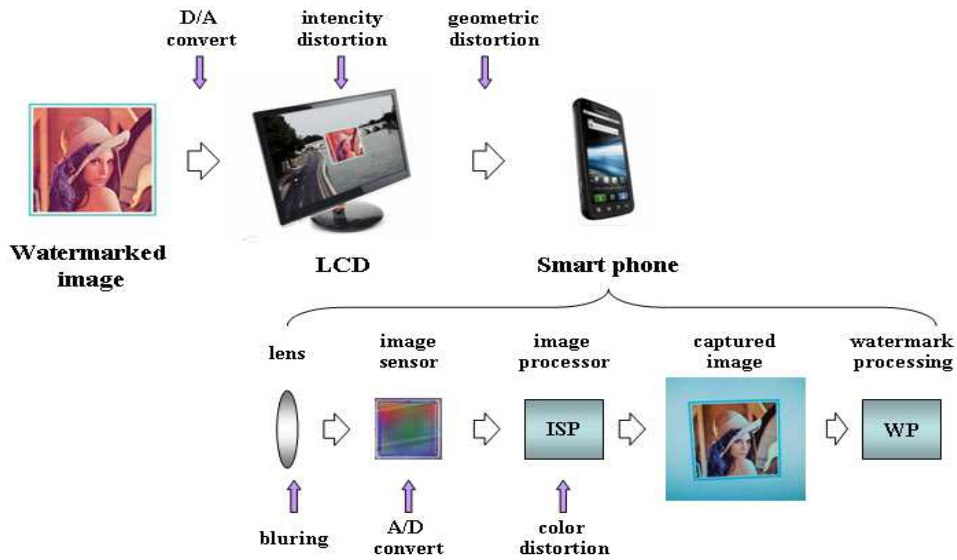 D/A
convert
intencity
distortion
geometric
distortion
Watermarked
image
LCD
Smart phone
lens
image
sensor
image
processor
captured
image
watermark
processing
ISP
WP
bluring
A/D
convert
color
distortion